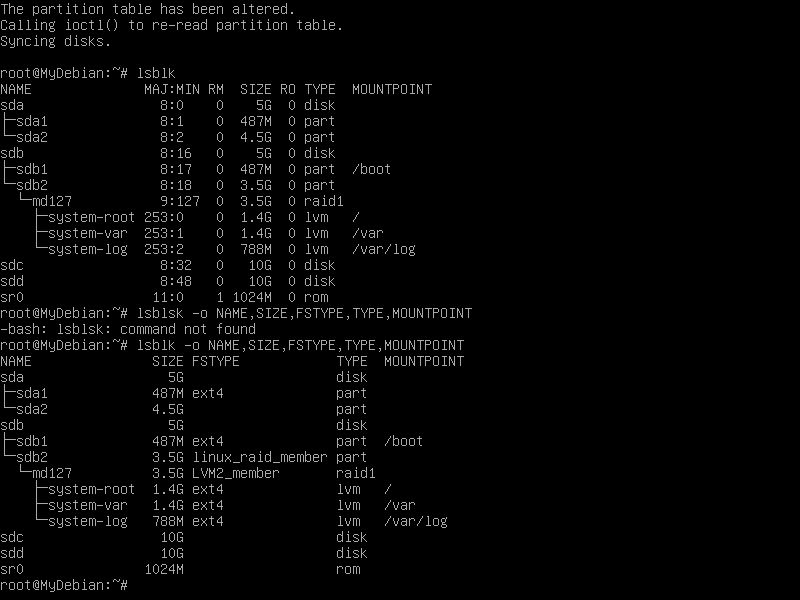 The partition table has been altered.
Calling ioctl() to re-read partition table.
Syncing disks.

root@MyDebian:~# lsblk
NAME              MAJ:MIN RM   SIZE RO TYPE  MOUNTPOINT
sda                 8:0    0     5G  0 disk
├─sda1              8:1    0   487M  0 part
└─sda2              8:2    0   4.5G  0 part
sdb                 8:16   0     5G  0 disk
├─sdb1              8:17   0   487M  0 part  /boot
└─sdb2              8:18   0   3.5G  0 part
  └─md127           9:127  0   3.5G  0 raid1
    ├─system-root 253:0    0   1.4G  0 lvm   /
    ├─system-var  253:1    0   1.4G  0 lvm   /var
    └─system-log  253:2    0   788M  0 lvm   /var/log
sdc                 8:32   0    10G  0 disk
sdd                 8:48   0    10G  0 disk
sr0                11:0    1  1024M  0 rom
root@MyDebian:~# lsblsk -o NAME,SIZE,FSTYPE,TYPE,MOUNTPOINT
-bash: lsblsk: command not found
root@MyDebian:~# lsblk -o NAME,SIZE,FSTYPE,TYPE,MOUNTPOINT
NAME               SIZE FSTYPE            TYPE  MOUNTPOINT
sda                  5G                   disk
├─sda1             487M ext4              part
└─sda2             4.5G                   part
sdb                  5G                   disk
├─sdb1             487M ext4              part  /boot
└─sdb2             3.5G linux_raid_member part
  └─md127          3.5G LVM2_member       raid1
    ├─system-root  1.4G ext4              lvm   /
    ├─system-var   1.4G ext4              lvm   /var
    └─system-log   788M ext4              lvm   /var/log
sdc                 10G                   disk
sdd                 10G                   disk
sr0               1024M                   rom
root@MyDebian:~#